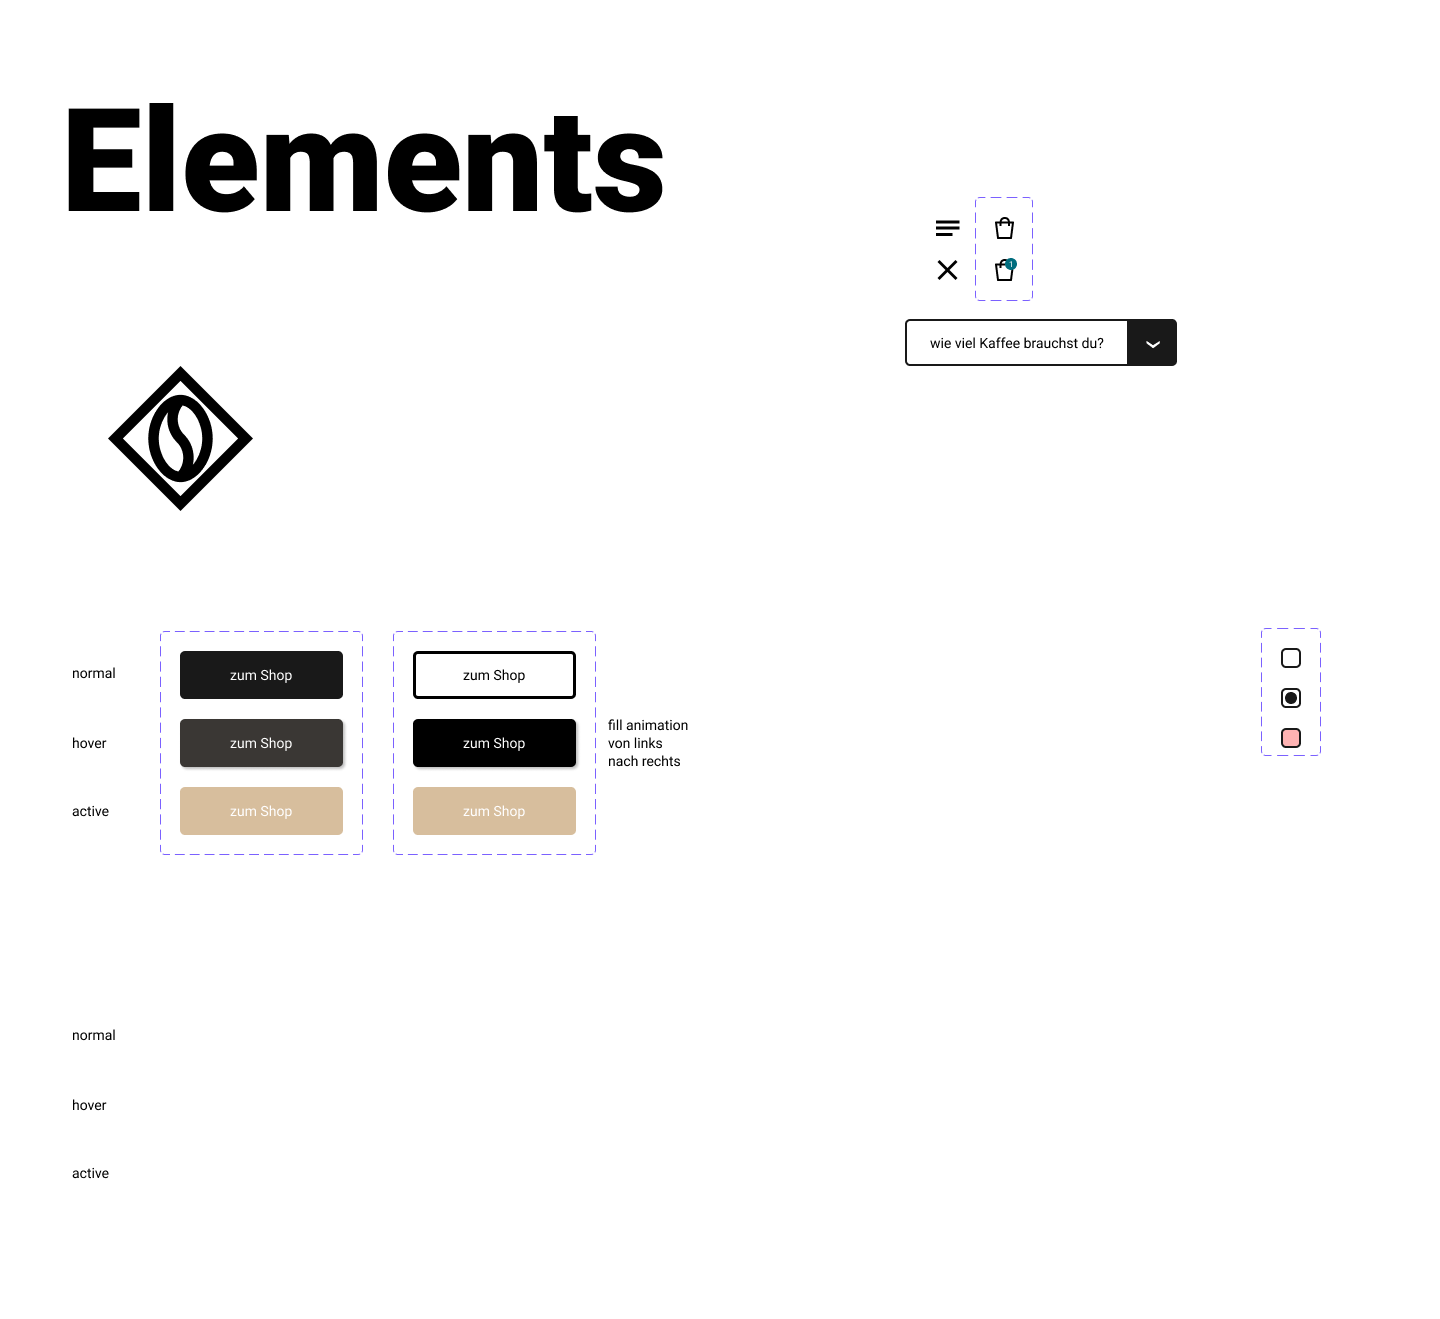 Elements
1
wie viel Kaffee brauchst du?
normal
zum Shop
zum Shop
hover
zum Shop
zum Shop
fill animation
von links
nach rechts
active
zum Shop
zum Shop
normal
hover
active